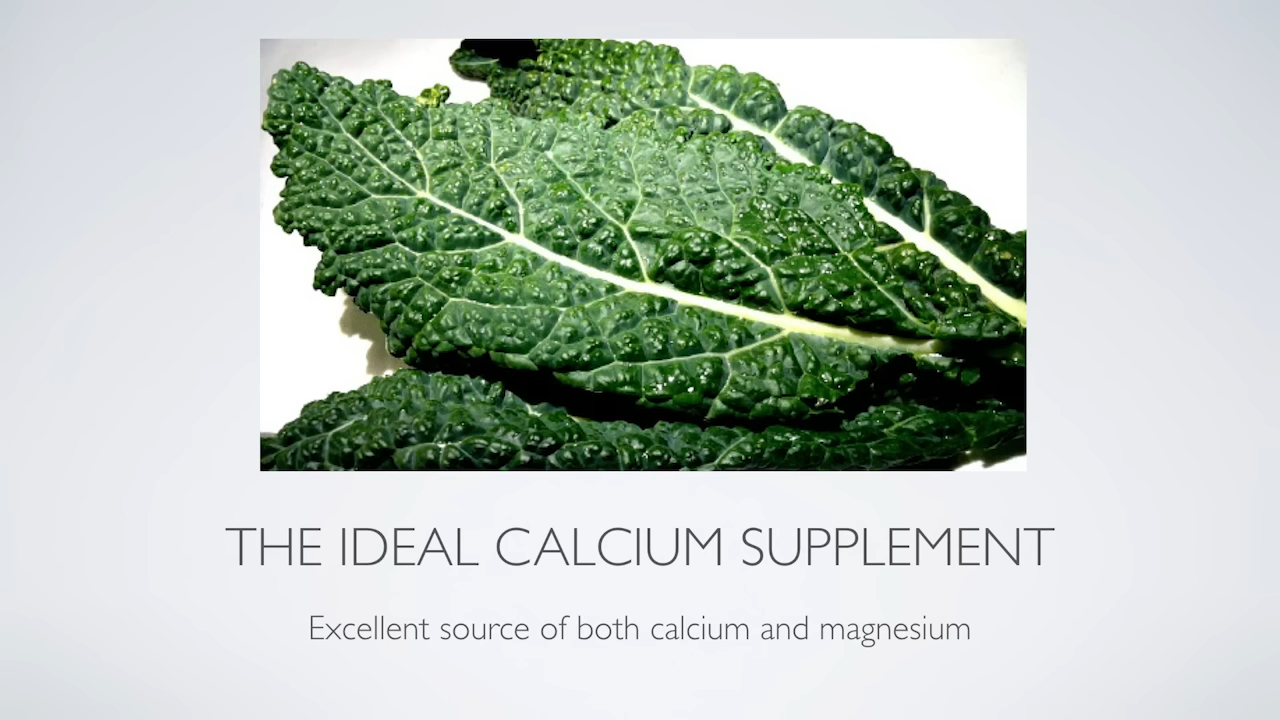 THE IDEAL CALCIUM SUPPLEMENT
Excellent source of both calcium and magnesium